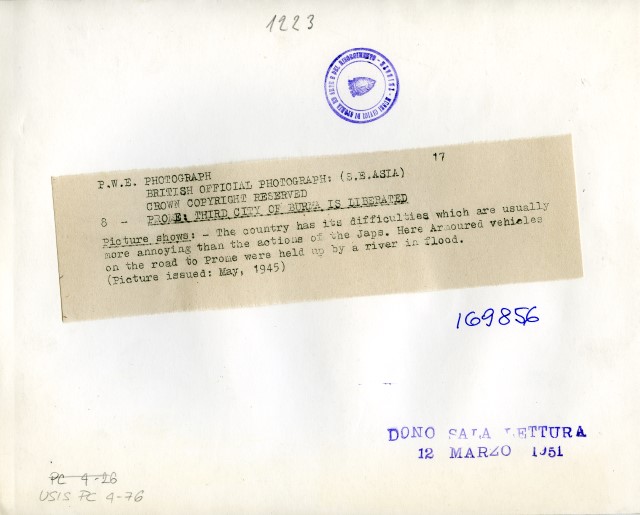 1223
17
P.W.E. PHOTOGRAPH
BRITISH OFFICIAL PHOTOGRAPH: (S.E.ASIA)
CROWN COPYRIGHT RESERVED
8 - PROME: THIRD CITY OF BURMA IS LIBERATED
Picture shows: - The country has its difficulties which are usually
more annoying than the actions of the Japs. Here Armoured vehicles
on the road to Prome were held up by a river in flood.
(Picture issued: May, 1945)
169856
DONO SALA LETTURA
12 MARZO 1951
PC 4-26
USIS PC 4-76